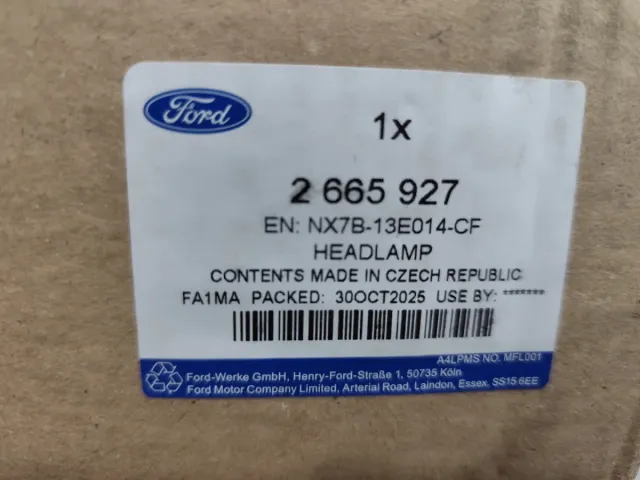 Ford
1x
2 665 927
EN: NX7B-13E014-CF
HEADLAMP
CONTENTS MADE IN CZECH REPUBLIC
FA1MA PACKED: 30OCT2025 USE BY: *******
A4LPMS NO. MFL001
Ford-Werke GmbH, Henry-Ford-Straße 1, 50735 Köln
Ford Motor Company Limited, Arterial Road, Laindon, Essex. SS15 6EE